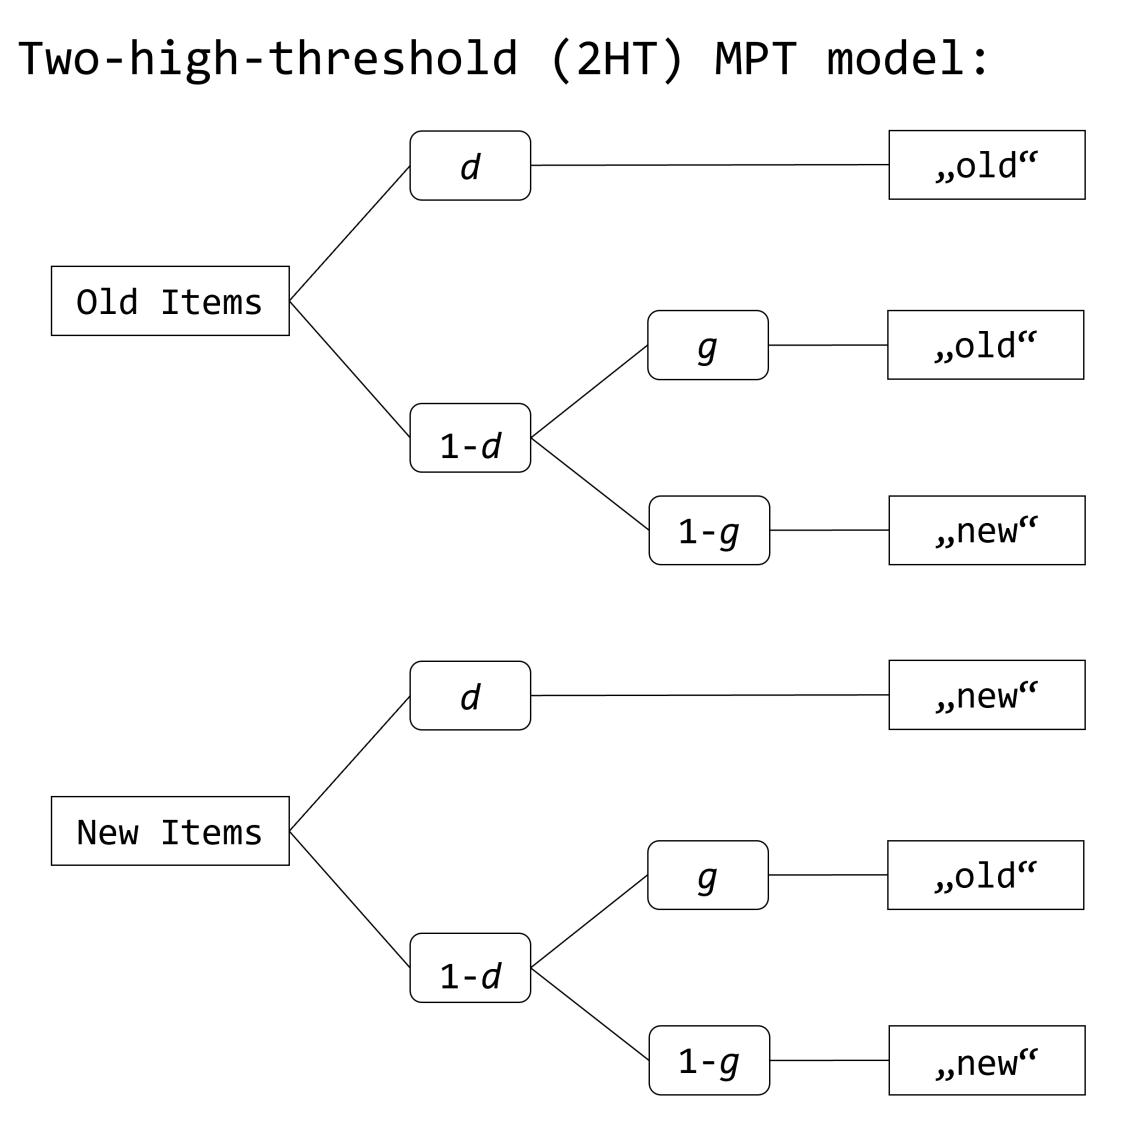 Two-high-threshold (2HT) MPT model:
d
„old“
Old Items
g
„old“
1-d
1-g
„new“
d
„new“
New Items
g
„old“
1-d
1-g
„new“